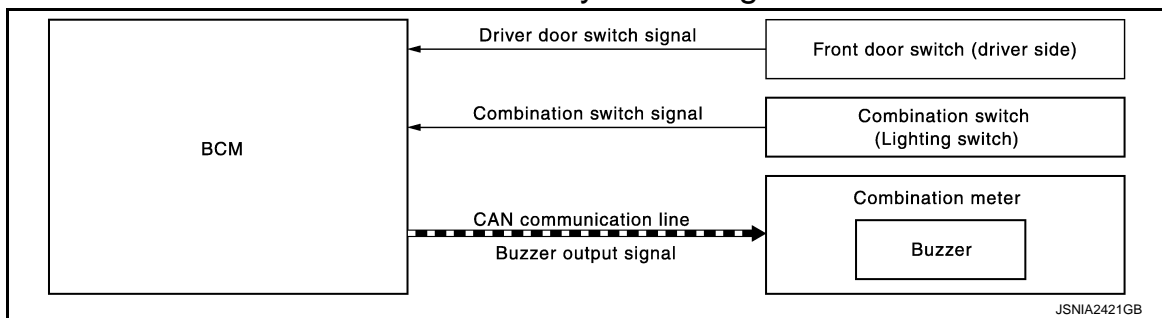 Driver door switch signal
Front door switch (driver side)
Combination switch signal
Combination switch
(Lighting switch)
BCM
Combination meter
CAN communication line
Buzzer output signal
Buzzer
JSNIA2421GB